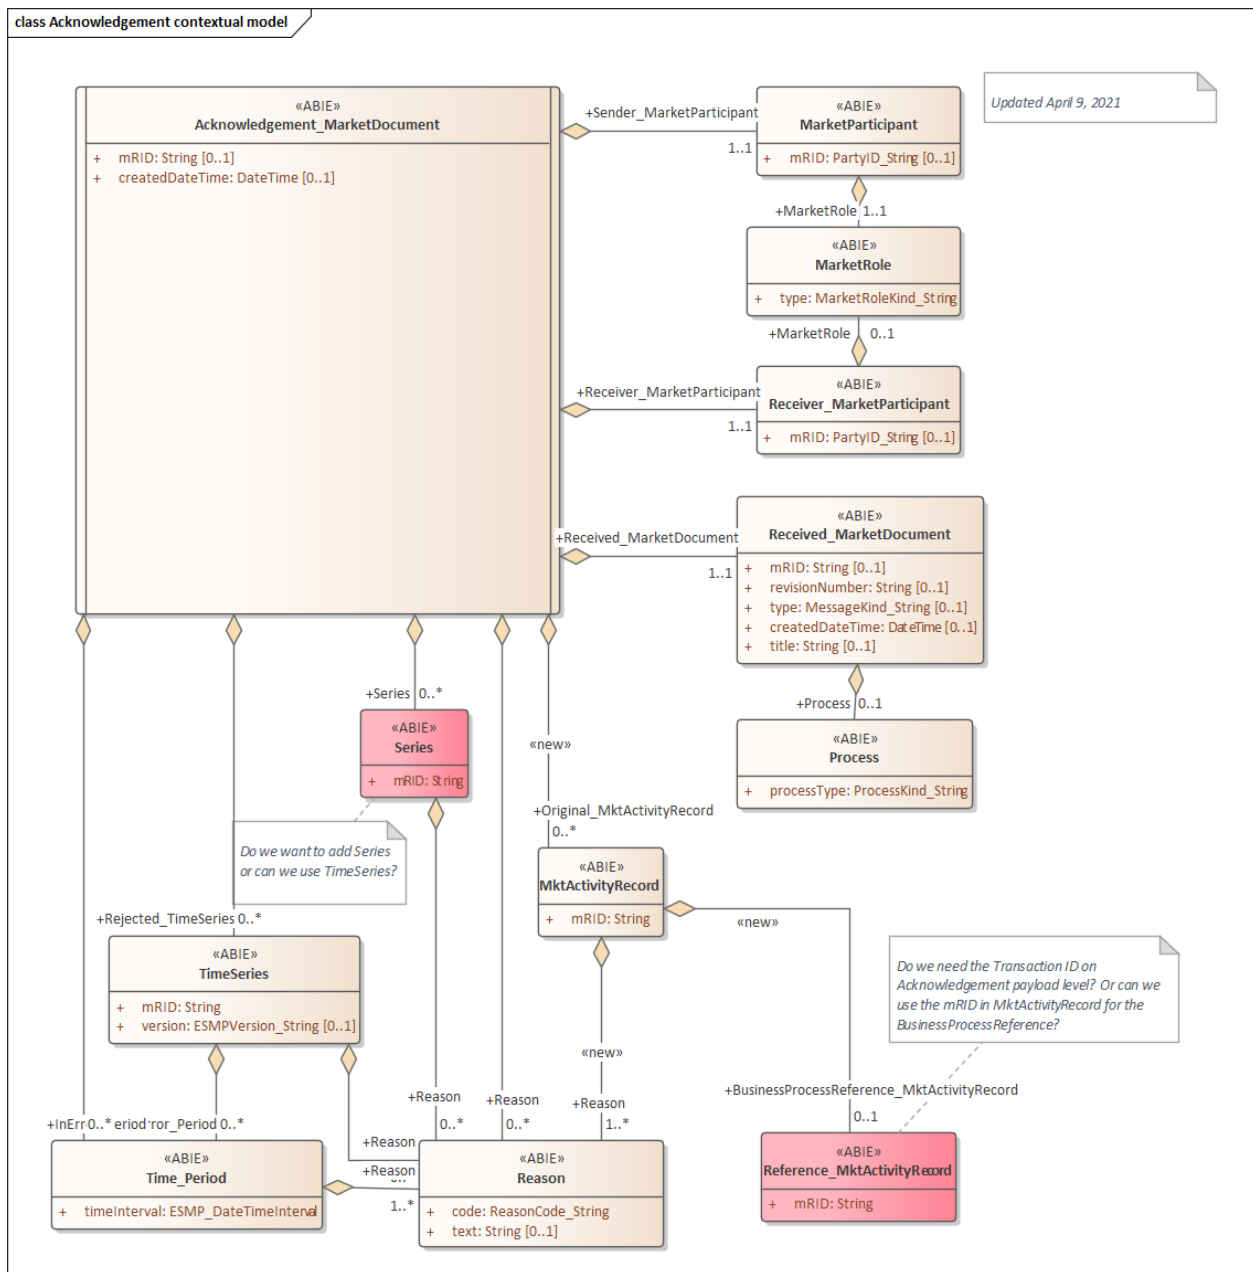 class Acknowledgement contextual model
«ABIE»
Acknowledgement_MarketDocument
+ mRID: String [0..1]
+ createdDateTime: DateTime [0..1]
+Sender_MarketParticipant
1..1
«ABIE»
MarketParticipant
+ mRID: PartyID_String [0..1]
Updated April 9, 2021
+MarketRole 1..1
«ABIE»
MarketRole
+ type: MarketRoleKind_String
+MarketRole 0..1
+Receiver_MarketParticipant
1..1
«ABIE»
Receiver_MarketParticipant
+ mRID: PartyID_String [0..1]
+Received_MarketDocument
1..1
«ABIE»
Received_MarketDocument
+ mRID: String [0..1]
+ revisionNumber: String [0..1]
+ type: MessageKind_String [0..1]
+ createdDateTime: DateTime [0..1]
+ title: String [0..1]
+Process 0..1
«ABIE»
Process
+ processType: ProcessKind_String
+Series 0..*
«ABIE»
Series
+ mRID: String
Do we want to add Series
or can we use TimeSeries?
«new»
+Original_MktActivityRecord
0..*
«ABIE»
MktActivityRecord
+ mRID: String
«new»
+Rejected_TimeSeries 0..*
«ABIE»
TimeSeries
+ mRID: String
+ version: ESMPVersion_String [0..1]
Do we need the Transaction ID on
Acknowledgement payload level? Or can we
use the mRID in MktActivityRecord for the
BusinessProcessReference?
«new»
+BusinessProcessReference_MktActivityRecord
0..1
+Reason
0..*
+Reason
0..*
+Reason
1..*
0..* eriod ror_Period 0..*
+Reason
+Reason
1..*
«ABIE»
Time_Period
+ timeInterval: ESMP_DateTimeInterval
«ABIE»
Reason
+ code: ReasonCode_String
+ text: String [0..1]
«ABIE»
Reference_MktActivityRecord
+ mRID: String